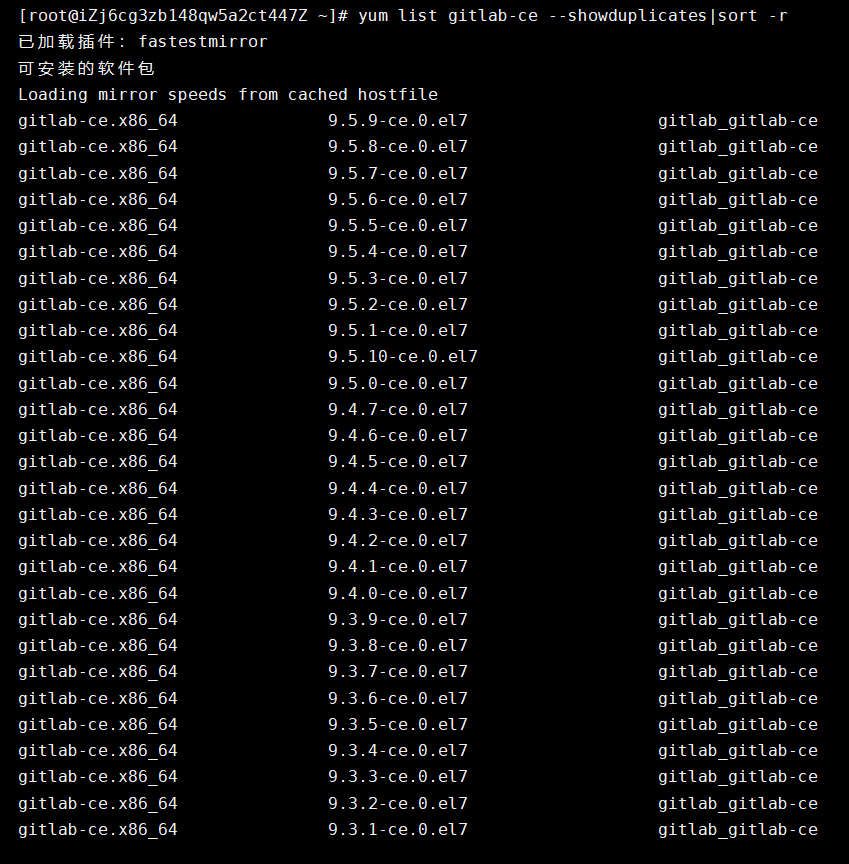 [root@iZj6cg3zb148qw5a2ct447Z ~]# yum list gitlab-ce --showduplicates|sort -r
已加载插件：fastestmirror
可安装的软件包
Loading mirror speeds from cached hostfile
gitlab-ce.x86_64 9.5.9-ce.0.el7 gitlab_gitlab-ce
gitlab-ce.x86_64 9.5.8-ce.0.el7 gitlab_gitlab-ce
gitlab-ce.x86_64 9.5.7-ce.0.el7 gitlab_gitlab-ce
gitlab-ce.x86_64 9.5.6-ce.0.el7 gitlab_gitlab-ce
gitlab-ce.x86_64 9.5.5-ce.0.el7 gitlab_gitlab-ce
gitlab-ce.x86_64 9.5.4-ce.0.el7 gitlab_gitlab-ce
gitlab-ce.x86_64 9.5.3-ce.0.el7 gitlab_gitlab-ce
gitlab-ce.x86_64 9.5.2-ce.0.el7 gitlab_gitlab-ce
gitlab-ce.x86_64 9.5.1-ce.0.el7 gitlab_gitlab-ce
gitlab-ce.x86_64 9.5.10-ce.0.el7 gitlab_gitlab-ce
gitlab-ce.x86_64 9.5.0-ce.0.el7 gitlab_gitlab-ce
gitlab-ce.x86_64 9.4.7-ce.0.el7 gitlab_gitlab-ce
gitlab-ce.x86_64 9.4.6-ce.0.el7 gitlab_gitlab-ce
gitlab-ce.x86_64 9.4.5-ce.0.el7 gitlab_gitlab-ce
gitlab-ce.x86_64 9.4.4-ce.0.el7 gitlab_gitlab-ce
gitlab-ce.x86_64 9.4.3-ce.0.el7 gitlab_gitlab-ce
gitlab-ce.x86_64 9.4.2-ce.0.el7 gitlab_gitlab-ce
gitlab-ce.x86_64 9.4.1-ce.0.el7 gitlab_gitlab-ce
gitlab-ce.x86_64 9.4.0-ce.0.el7 gitlab_gitlab-ce
gitlab-ce.x86_64 9.3.9-ce.0.el7 gitlab_gitlab-ce
gitlab-ce.x86_64 9.3.8-ce.0.el7 gitlab_gitlab-ce
gitlab-ce.x86_64 9.3.7-ce.0.el7 gitlab_gitlab-ce
gitlab-ce.x86_64 9.3.6-ce.0.el7 gitlab_gitlab-ce
gitlab-ce.x86_64 9.3.5-ce.0.el7 gitlab_gitlab-ce
gitlab-ce.x86_64 9.3.4-ce.0.el7 gitlab_gitlab-ce
gitlab-ce.x86_64 9.3.3-ce.0.el7 gitlab_gitlab-ce
gitlab-ce.x86_64 9.3.2-ce.0.el7 gitlab_gitlab-ce
gitlab-ce.x86_64 9.3.1-ce.0.el7 gitlab_gitlab-ce